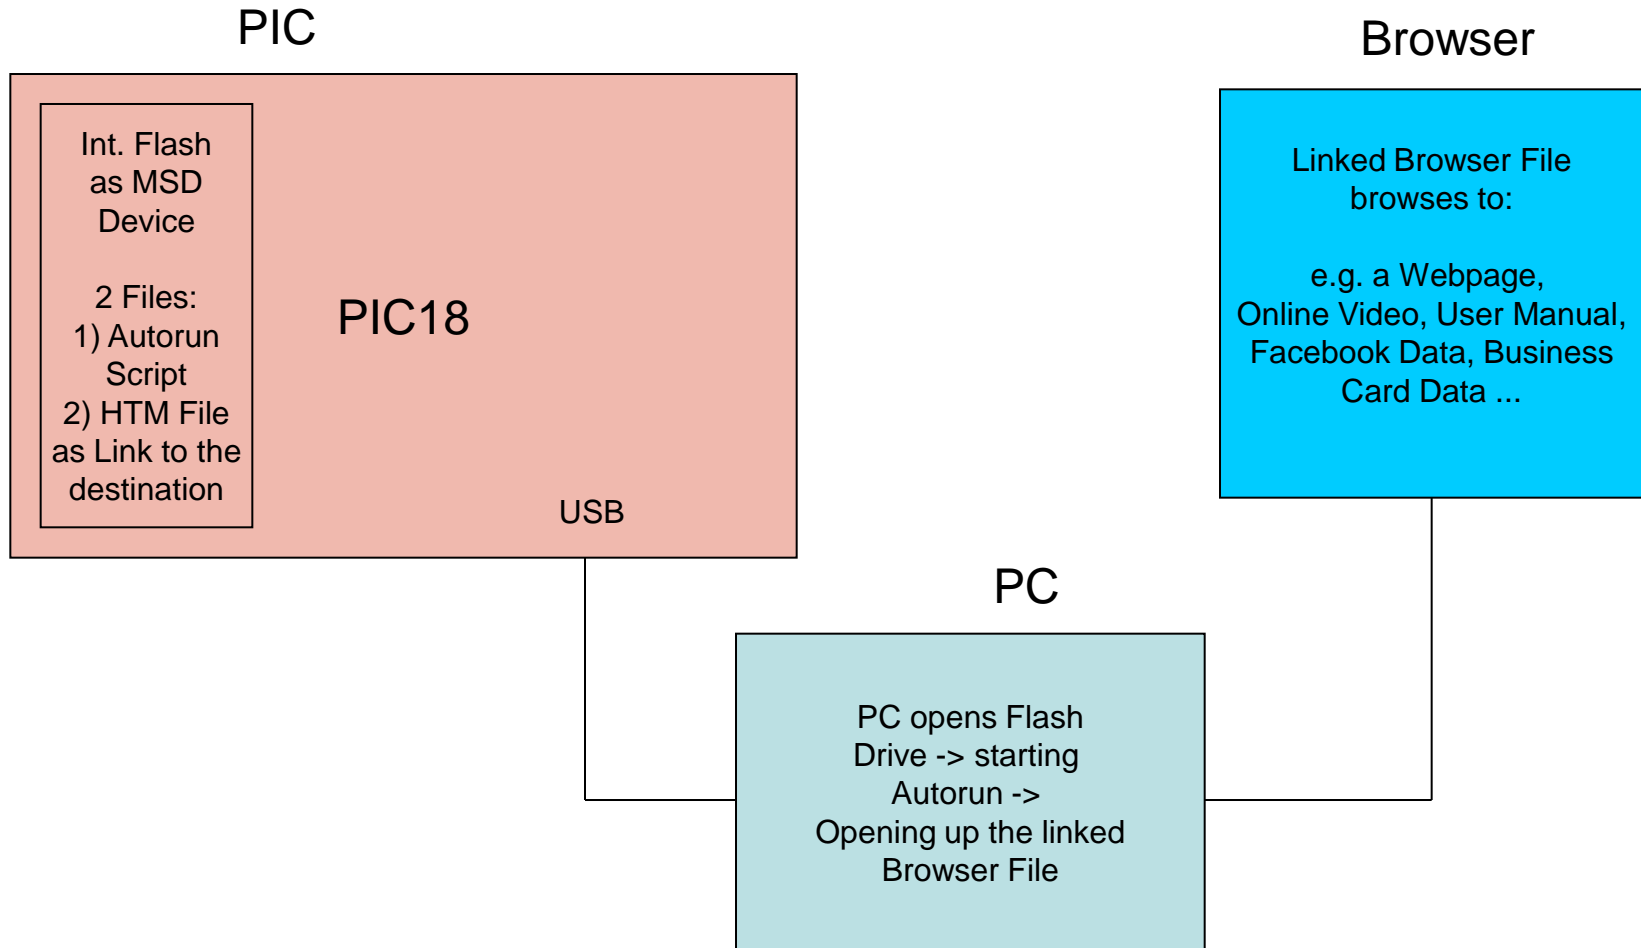 PIC
Int. Flash
as MSD
Device
2 Files:
1) Autorun
Script
2) HTM File
as Link to the
destination
PIC18
USB
Browser
Linked Browser File
browses to:
e.g. a Webpage,
Online Video, User Manual,
Facebook Data, Business
Card Data ...
PC
PC opens Flash
Drive -> starting
Autorun ->
Opening up the linked
Browser File